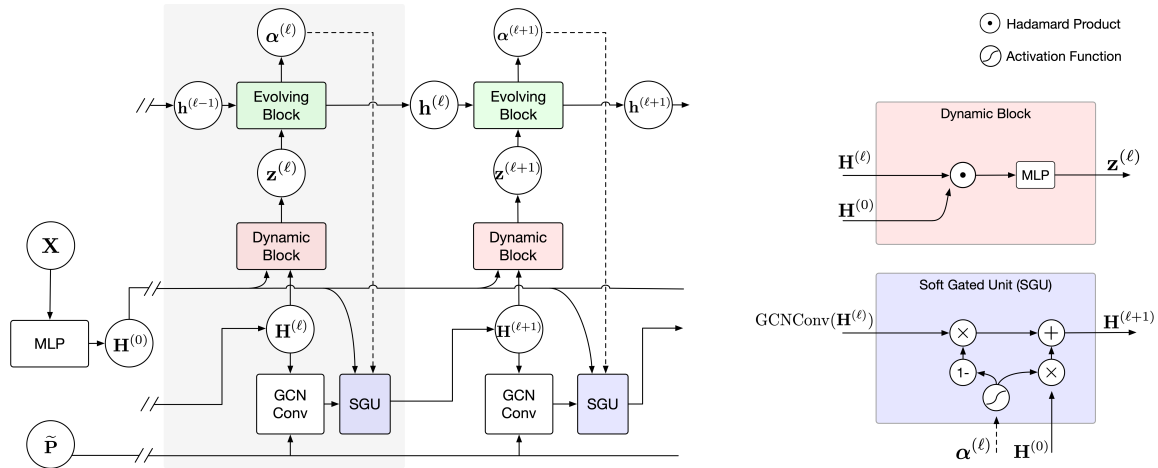 α^(ℓ)
α^(ℓ+1)
Hadamard Product
Activation Function
h^(ℓ−1)
Evolving
Block
h^(ℓ)
Evolving
Block
h^(ℓ+1)
z^(ℓ)
z^(ℓ+1)
X
Dynamic
Block
Dynamic
Block
MLP
H^(0)
H^(ℓ)
H^(ℓ+1)
GCN
Conv
SGU
GCN
Conv
SGU
P̃
Dynamic Block
H^(ℓ)
MLP
z^(ℓ)
H^(0)
Soft Gated Unit (SGU)
GCNConv(H^(ℓ))
×
+
H^(ℓ+1)
1-
×
α^(ℓ)
H^(0)